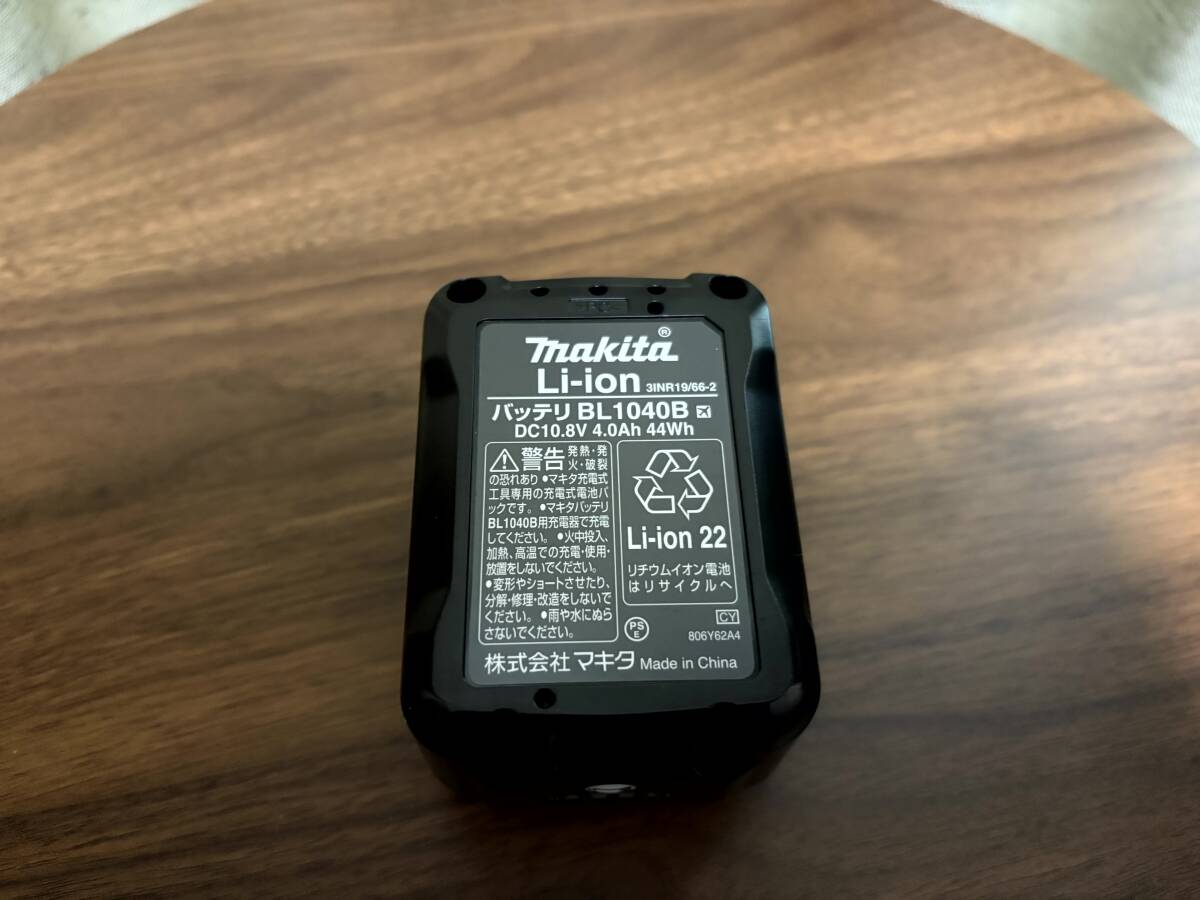 makita®
Li-ion 3INR19/66-2
バッテリ BL1040B
DC10.8V 4.0Ah 44Wh
警告 発熱・発
火・破裂
の恐れあり ●マキタ充電式
工具専用の充電式電池パ
ックです。 ●マキタバッテリ
BL1040B用充電器で充電
してください。 ●火中投入、
加熱、高温での充電・使用・
放置をしないでください。
●変形やショートさせたり、
分解・修理・改造をしないで
ください。 ●雨や水にぬら
さないでください。
Li-ion 22
リチウムイオン電池
はリサイクルへ
PS
E
CY
806Y62A4
株式会社 マキタ Made in China